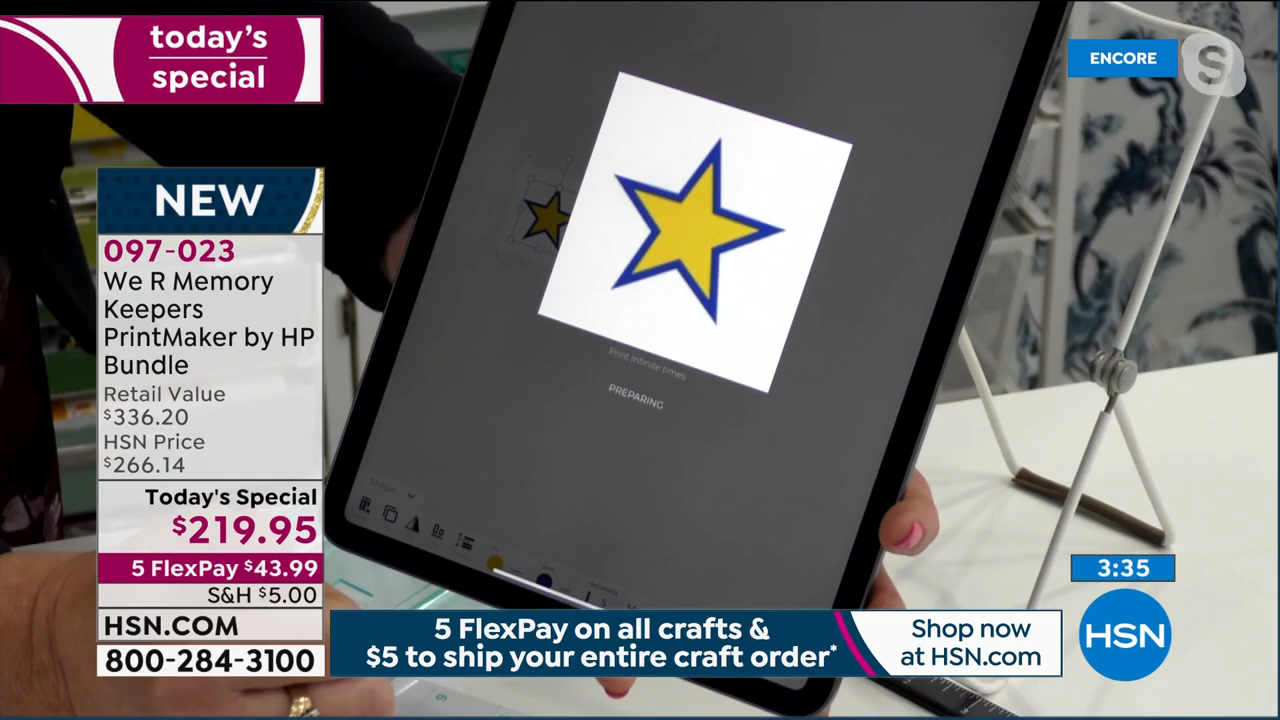 today's
special
ENCORE
S
NEW
097-023
We R Memory
Keepers
PrintMaker by HP
Bundle
Retail Value
$336.20
HSN Price
$266.14
Today's Special
$219.95
5 FlexPay $43.99
S&H $5.00
HSN.COM
800-284-3100
Print Infinite times
PREPARING
Shape
3:35
5 FlexPay on all crafts &
$5 to ship your entire craft order*
Shop now
at HSN.com
HSN